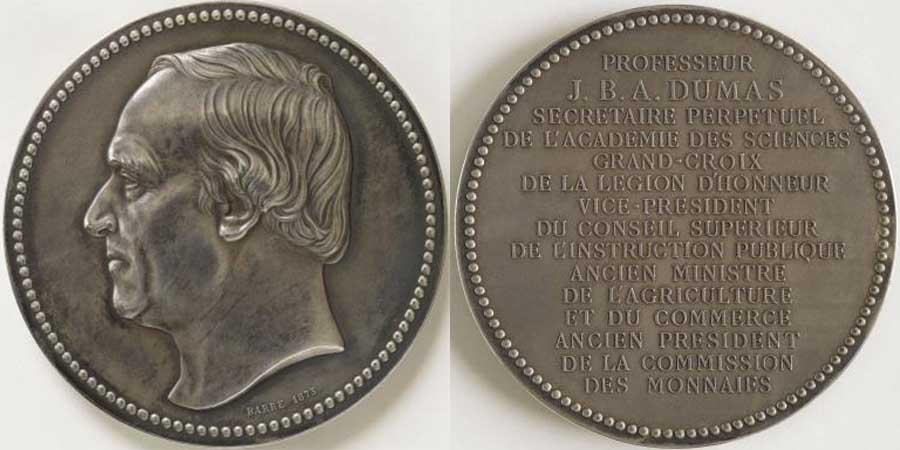 BARRE 1873
PROFESSEUR
J. B. A. DUMAS
SECRETAIRE PERPETUEL
DE L'ACADEMIE DES SCIENCES
GRAND-CROIX
DE LA LEGION D'HONNEUR
VICE-PRESIDENT
DU CONSEIL SUPERIEUR
DE L'INSTRUCTION PUBLIQUE
ANCIEN MINISTRE
DE L'AGRICULTURE
ET DU COMMERCE
ANCIEN PRESIDENT
DE LA COMMISSION
DES MONNAIES